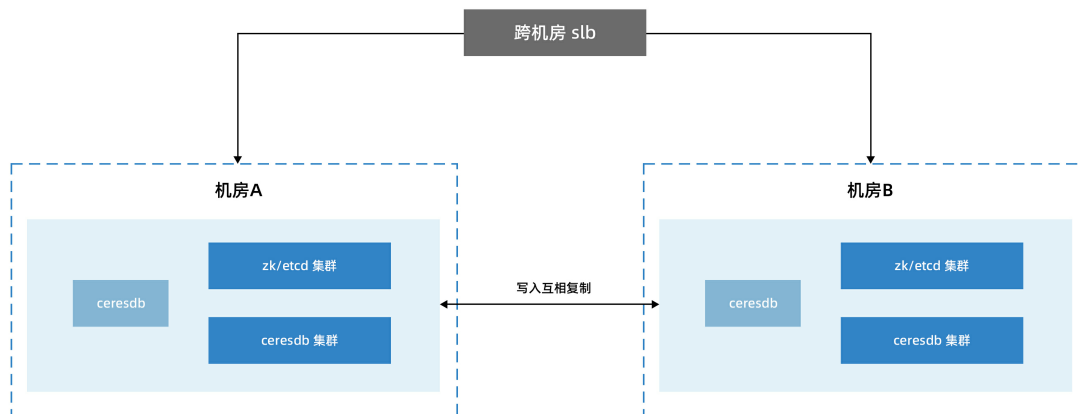 跨机房 slb
机房A
机房B
zk/etcd 集群
ceresdb
ceresdb 集群
写入互相复制
zk/etcd 集群
ceresdb
ceresdb 集群